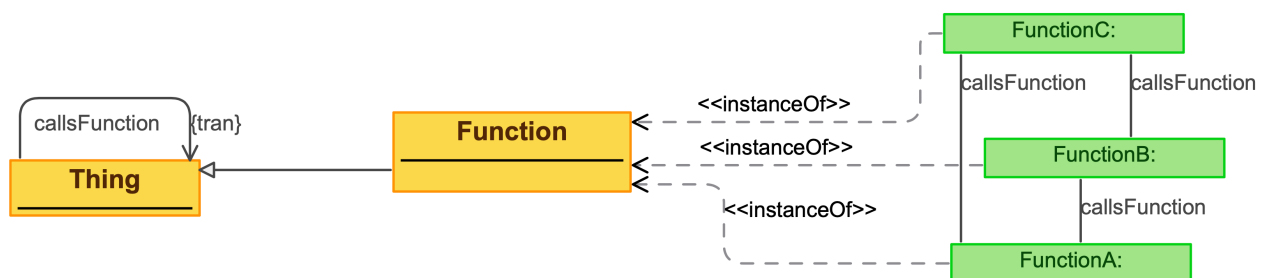 FunctionC:
callsFunction
callsFunction
<<instanceOf>>
callsFunction
{tran}
Function
<<instanceOf>>
FunctionB:
Thing
<<instanceOf>>
callsFunction
FunctionA: